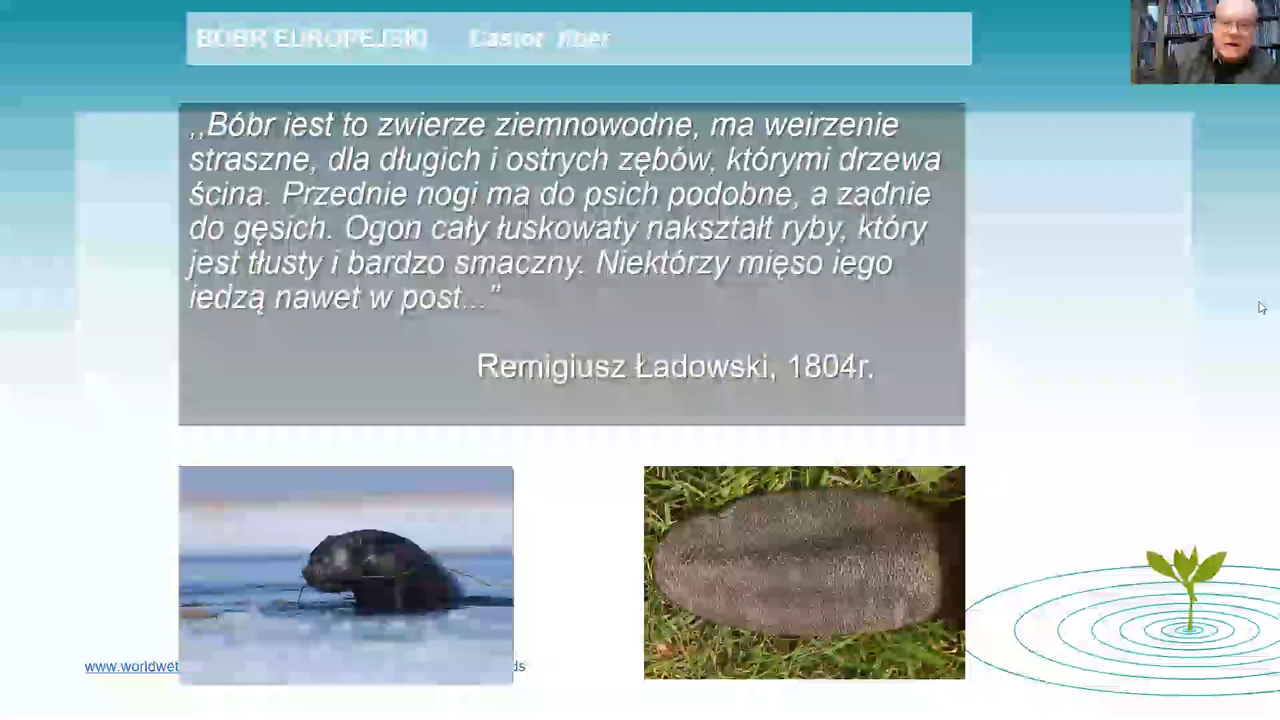 BÓBR EUROPEJSKI Castor fiber
,,Bóbr iest to zwierze ziemnowodne, ma weirzenie
straszne, dla długich i ostrych zębów, którymi drzewa
ścina. Przednie nogi ma do psich podobne, a zadnie
do gęsich. Ogon cały łuskowaty nakształt ryby, który
jest tłusty i bardzo smaczny. Niektórzy mięso iego
iedzą nawet w post..."
Remigiusz Ładowski, 1804r.
www.worldwet
ds